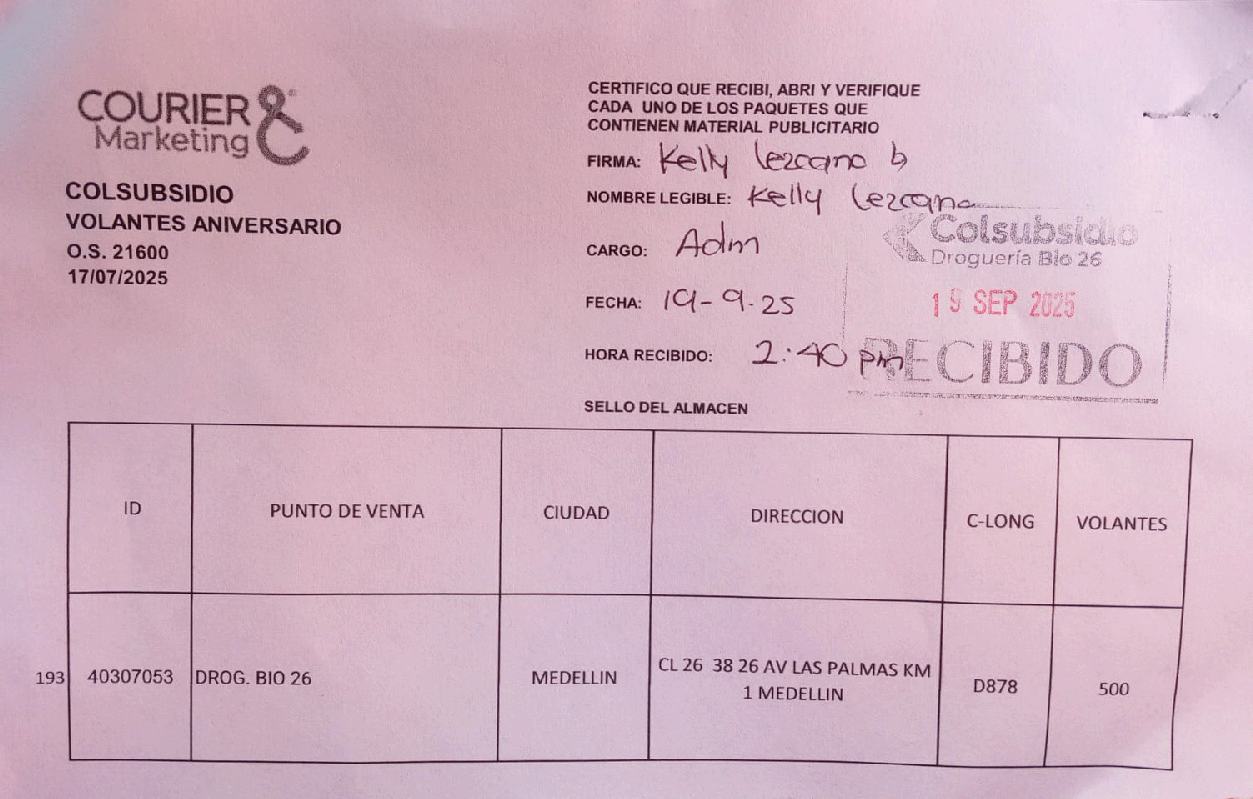 COURIER &
Marketing
COLSUBSIDIO
VOLANTES ANIVERSARIO
O.S. 21600
17/07/2025
CERTIFICO QUE RECIBI, ABRI Y VERIFIQUE
CADA UNO DE LOS PAQUETES QUE
CONTIENEN MATERIAL PUBLICITARIO
FIRMA: Kelly Lezcano b
NOMBRE LEGIBLE: Kelly Lezcano
CARGO: Adm
FECHA: 19-9-25
HORA RECIBIDO: 2:40 pm
SELLO DEL ALMACEN
Colsubsidio
Droguería Bio 26
19 SEP 2025
RECIBIDO
ID PUNTO DE VENTA CIUDAD DIRECCION C-LONG VOLANTES
193 40307053 DROG. BIO 26 MEDELLIN CL 26 38 26 AV LAS PALMAS KM
1 MEDELLIN D878 500